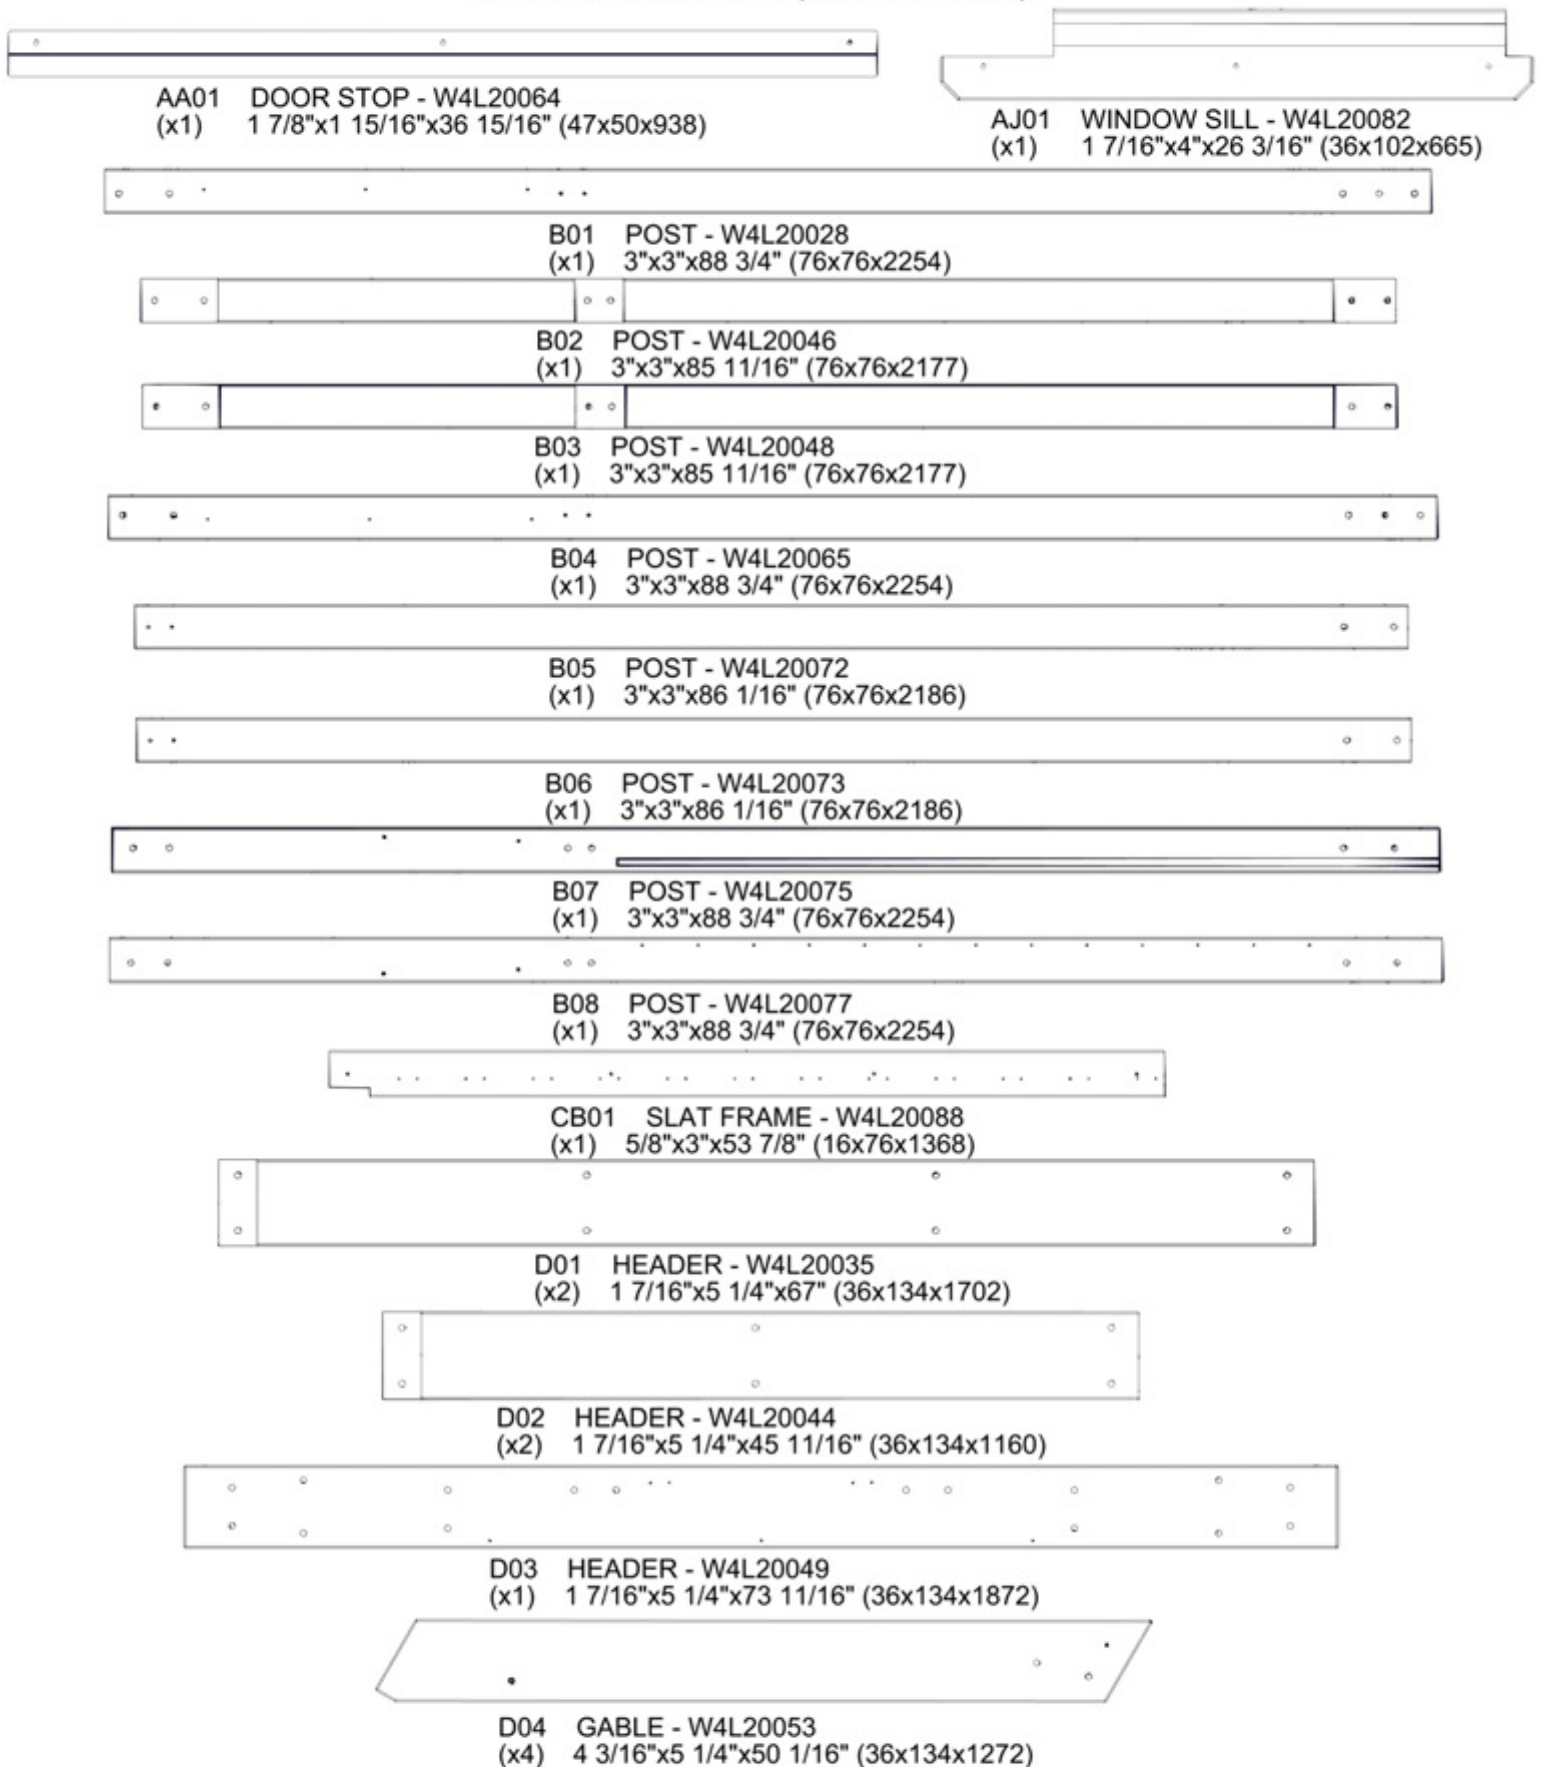 AA01 DOOR STOP - W4L20064
(x1) 1 7/8"x1 15/16"x36 15/16" (47x50x938)
AJ01 WINDOW SILL - W4L20082
(x1) 1 7/16"x4"x26 3/16" (36x102x665)
B01 POST - W4L20028
(x1) 3"x3"x88 3/4" (76x76x2254)
B02 POST - W4L20046
(x1) 3"x3"x85 11/16" (76x76x2177)
B03 POST - W4L20048
(x1) 3"x3"x85 11/16" (76x76x2177)
B04 POST - W4L20065
(x1) 3"x3"x88 3/4" (76x76x2254)
B05 POST - W4L20072
(x1) 3"x3"x86 1/16" (76x76x2186)
B06 POST - W4L20073
(x1) 3"x3"x86 1/16" (76x76x2186)
B07 POST - W4L20075
(x1) 3"x3"x88 3/4" (76x76x2254)
B08 POST - W4L20077
(x1) 3"x3"x88 3/4" (76x76x2254)
CB01 SLAT FRAME - W4L20088
(x1) 5/8"x3"x53 7/8" (16x76x1368)
D01 HEADER - W4L20035
(x2) 1 7/16"x5 1/4"x67" (36x134x1702)
D02 HEADER - W4L20044
(x2) 1 7/16"x5 1/4"x45 11/16" (36x134x1160)
D03 HEADER - W4L20049
(x1) 1 7/16"x5 1/4"x73 11/16" (36x134x1872)
D04 GABLE - W4L20053
(x4) 4 3/16"x5 1/4"x50 1/16" (36x134x1272)